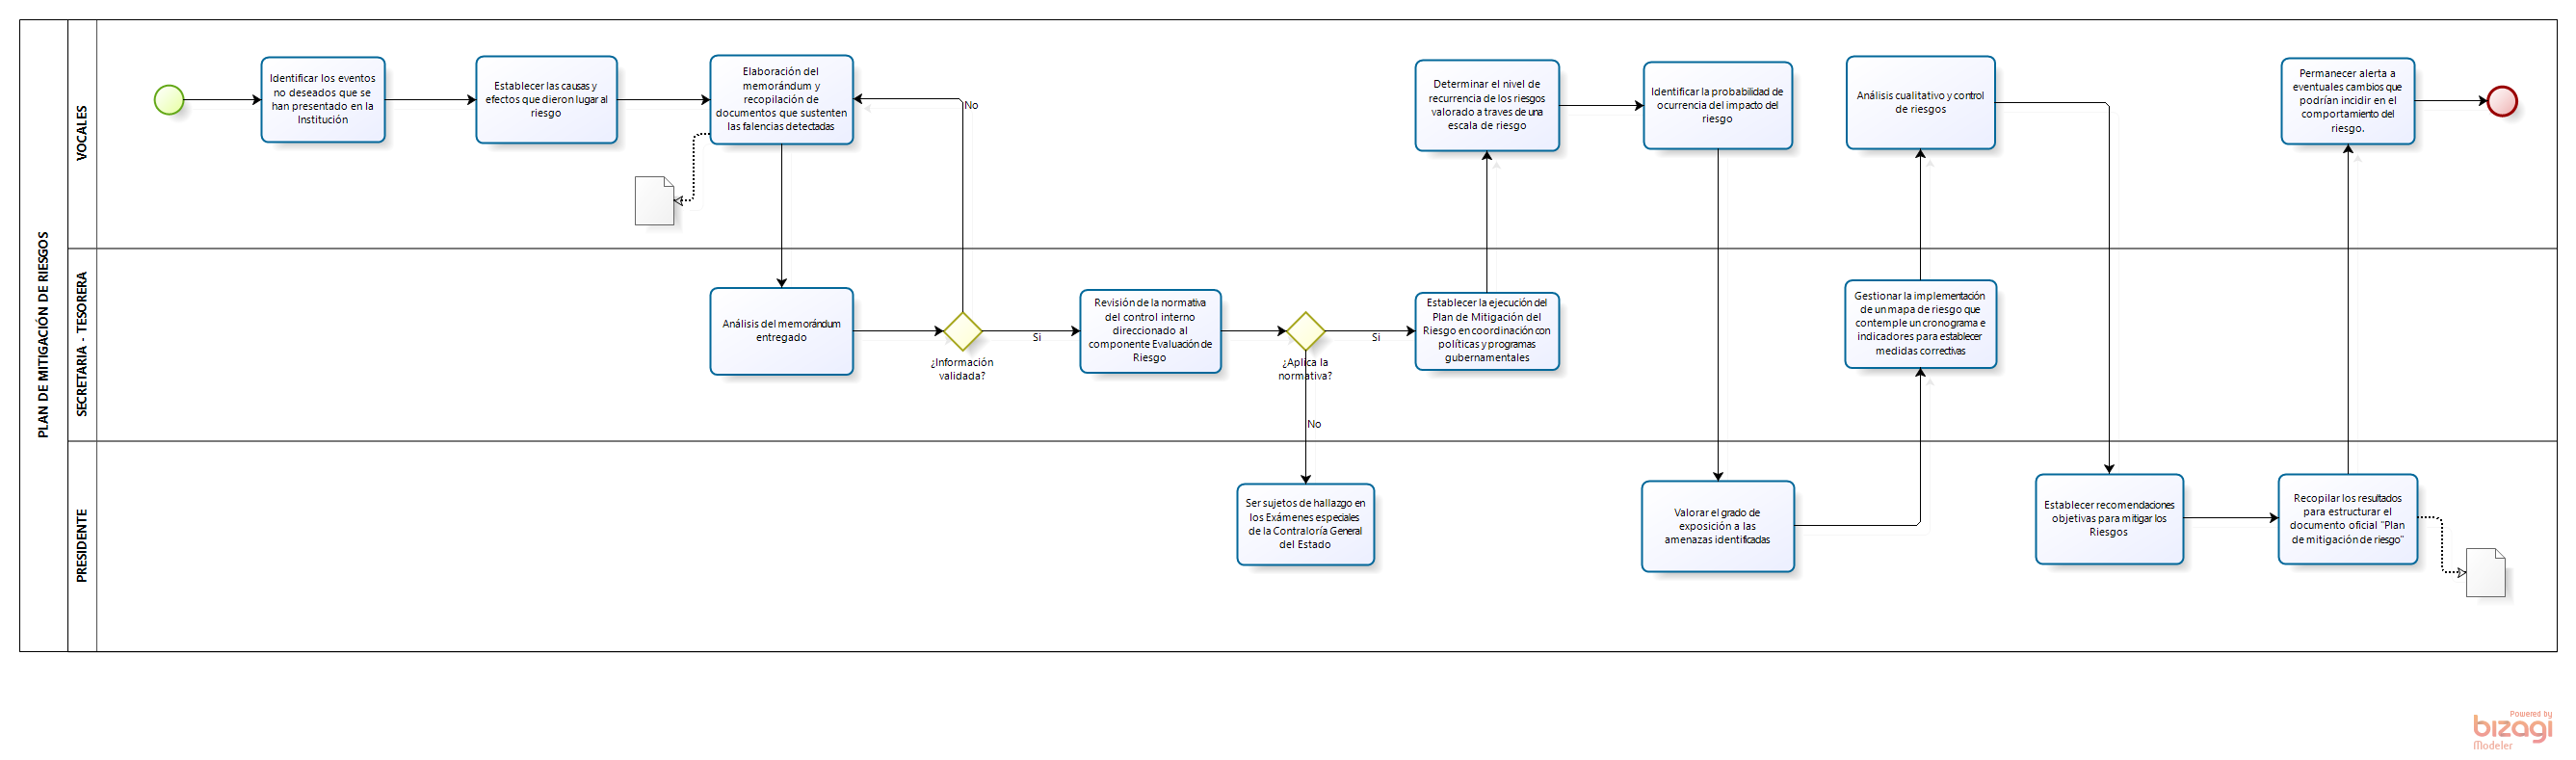 PLAN DE MITIGACIÓN DE RIESGOS
VOCALES
Identificar los eventos
no deseados que se
han presentado en la
Institución
Establecer las causas y
efectos que dieron lugar al
riesgo
Elaboración del
memorándum y
recopilación de
documentos que sustenten
las falencias detectadas
No
Determinar el nivel de
recurrencia de los riesgos
valorado a traves de una
escala de riesgo
Identificar la probabilidad de
ocurrencia del impacto del
riesgo
Análisis cualitativo y control
de riesgos
Permanecer alerta a
eventuales cambios que
podrían incidir en el
comportamiento del
riesgo.
SECRETARIA - TESORERA
Análisis del memorándum
entregado
¿Información
validada?
Si
Revisión de la normativa
del control interno
direccionado al
componente Evaluación de
Riesgo
¿Aplica la
normativa?
Si
No
Establecer la ejecución del
Plan de Mitigación del
Riesgo en coordinación con
políticas y programas
gubernamentales
Gestionar la implementación
de un mapa de riesgo que
contemple un cronograma e
indicadores para establecer
medidas correctivas
PRESIDENTE
Ser sujetos de hallazgo en
los Exámenes especiales
de la Contraloría General
del Estado
Valorar el grado de
exposición a las
amenazas identificadas
Establecer recomendaciones
objetivas para mitigar los
Riesgos
Recopilar los resultados
para estructurar el
documento oficial "Plan
de mitigación de riesgo"
Powered by
bizagi
Modeler